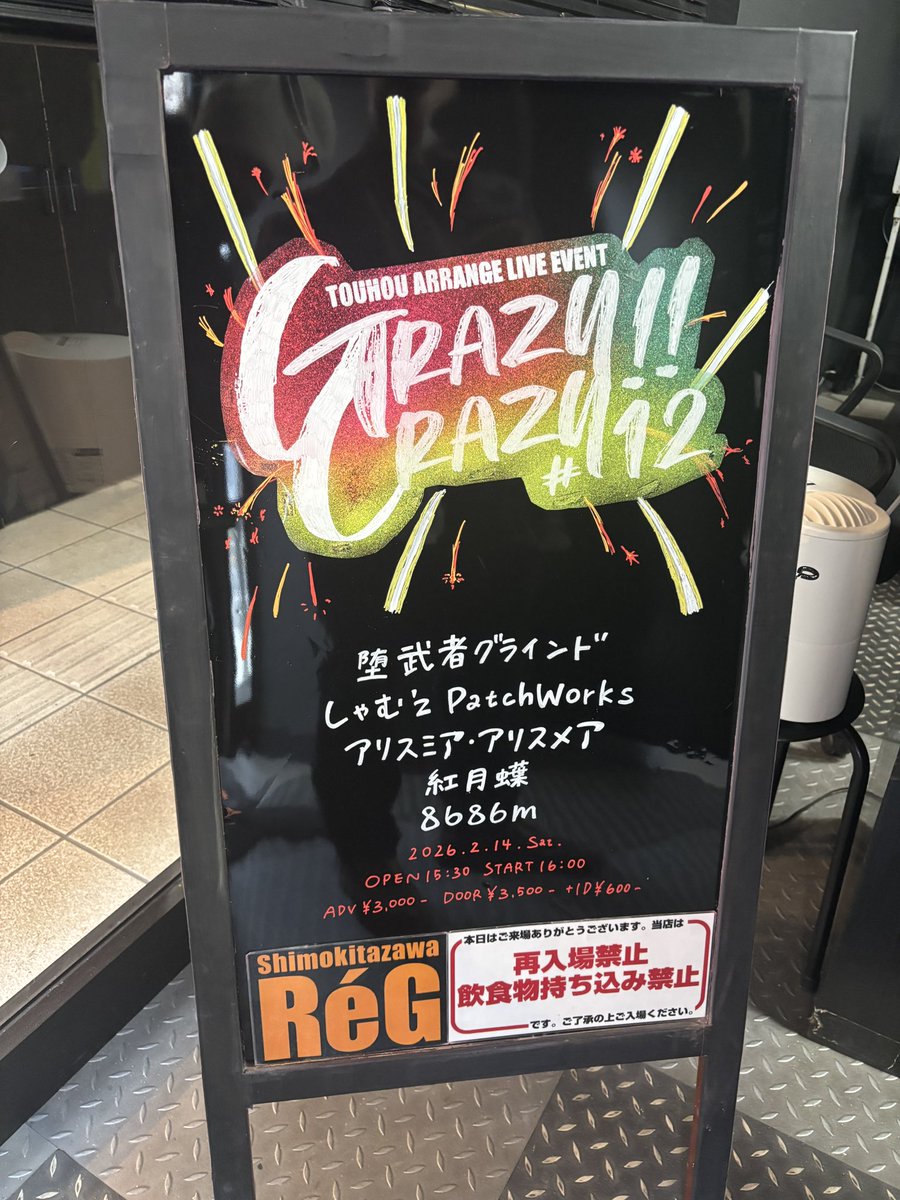 TOUHOU ARRANGE LIVE EVENT
GRAZY!!
CRAZY!! #12
堕武者グラインド
しゃむ'z PatchWorks
アリスミア・アリスメア
紅月蝶
8686m
2026.2.14.Sat.
OPEN 15:30 START 16:00
ADV ¥3,000- DOOR ¥3,500- +1D ¥600-
Shimokitazawa
RéG
本日はご来場ありがとうございます。当店は
再入場禁止
飲食物持ち込み禁止
です。ご了承の上ご入場ください。